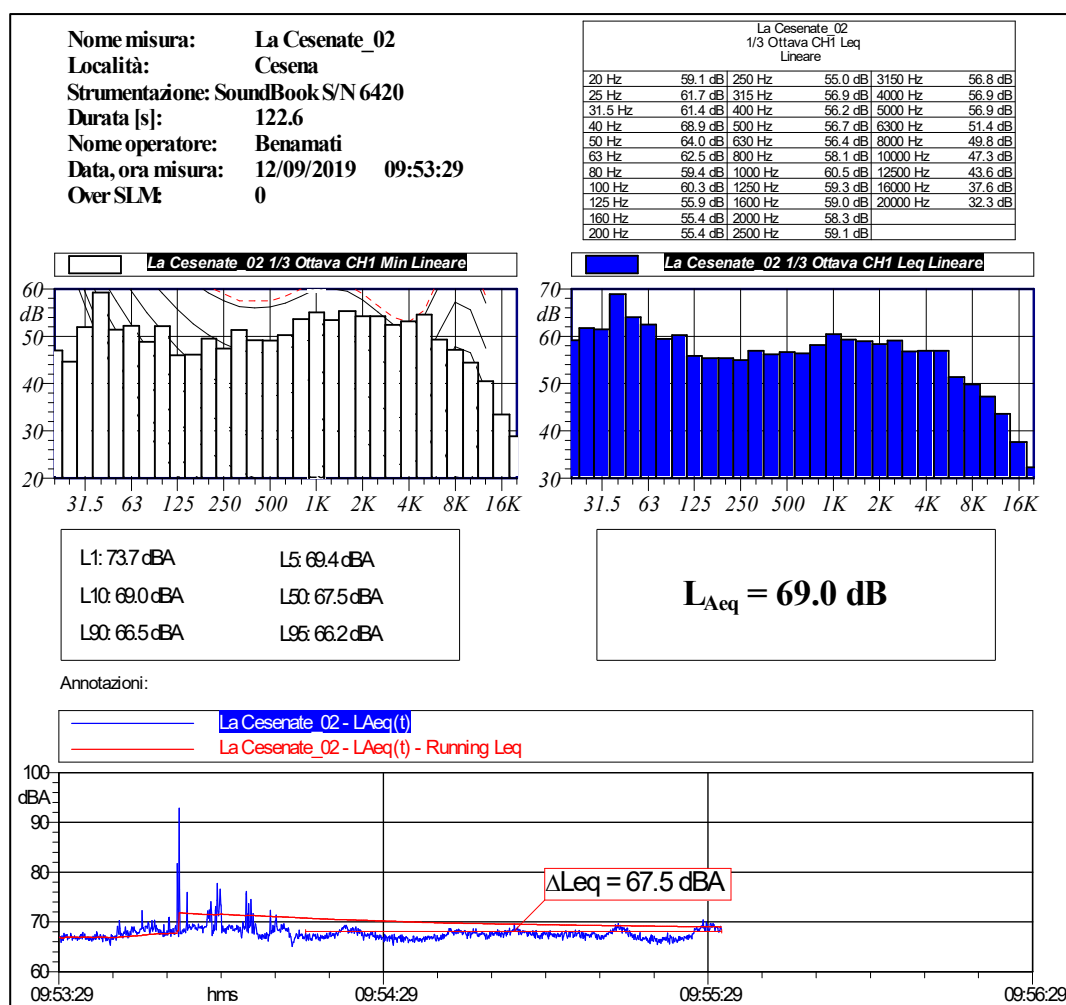 Nome misura: La Cesenate_02
Località: Cesena
Strumentazione: SoundBook S/N 6420
Durata [s]: 122.6
Nome operatore: Benamati
Data, ora misura: 12/09/2019 09:53:29
Over SLM: 0
La Cesenate_02
1/3 Ottava CH1 Leq
Lineare
20 Hz 59.1 dB 250 Hz 55.0 dB 3150 Hz 56.8 dB
25 Hz 61.7 dB 315 Hz 56.9 dB 4000 Hz 56.9 dB
31.5 Hz 61.4 dB 400 Hz 56.2 dB 5000 Hz 56.9 dB
40 Hz 68.9 dB 500 Hz 56.7 dB 6300 Hz 51.4 dB
50 Hz 64.0 dB 630 Hz 56.4 dB 8000 Hz 49.8 dB
63 Hz 62.5 dB 800 Hz 58.1 dB 10000 Hz 47.3 dB
80 Hz 59.4 dB 1000 Hz 60.5 dB 12500 Hz 43.6 dB
100 Hz 60.3 dB 1250 Hz 59.3 dB 16000 Hz 37.6 dB
125 Hz 55.9 dB 1600 Hz 59.0 dB 20000 Hz 32.3 dB
160 Hz 55.4 dB 2000 Hz 58.3 dB
200 Hz 55.4 dB 2500 Hz 59.1 dB
La Cesenate_02 1/3 Ottava CH1 Min Lineare
60
dB
50
40
30
20
31.5 63 125 250 500 1K 2K 4K 8K 16K
La Cesenate_02 1/3 Ottava CH1 Leq Lineare
70
dB
60
50
40
30
31.5 63 125 250 500 1K 2K 4K 8K 16K
L1: 73.7 dBA L5: 69.4 dBA
L10: 69.0 dBA L50: 67.5 dBA
L90: 66.5 dBA L95: 66.2 dBA
LAeq = 69.0 dB
Annotazioni:
La Cesenate_02 - LAeq(t)
La Cesenate_02 - LAeq(t) - Running Leq
100
dBA
90
80
70
60
ΔLeq = 67.5 dBA
09:53:29 hms 09:54:29 09:55:29 09:56:29